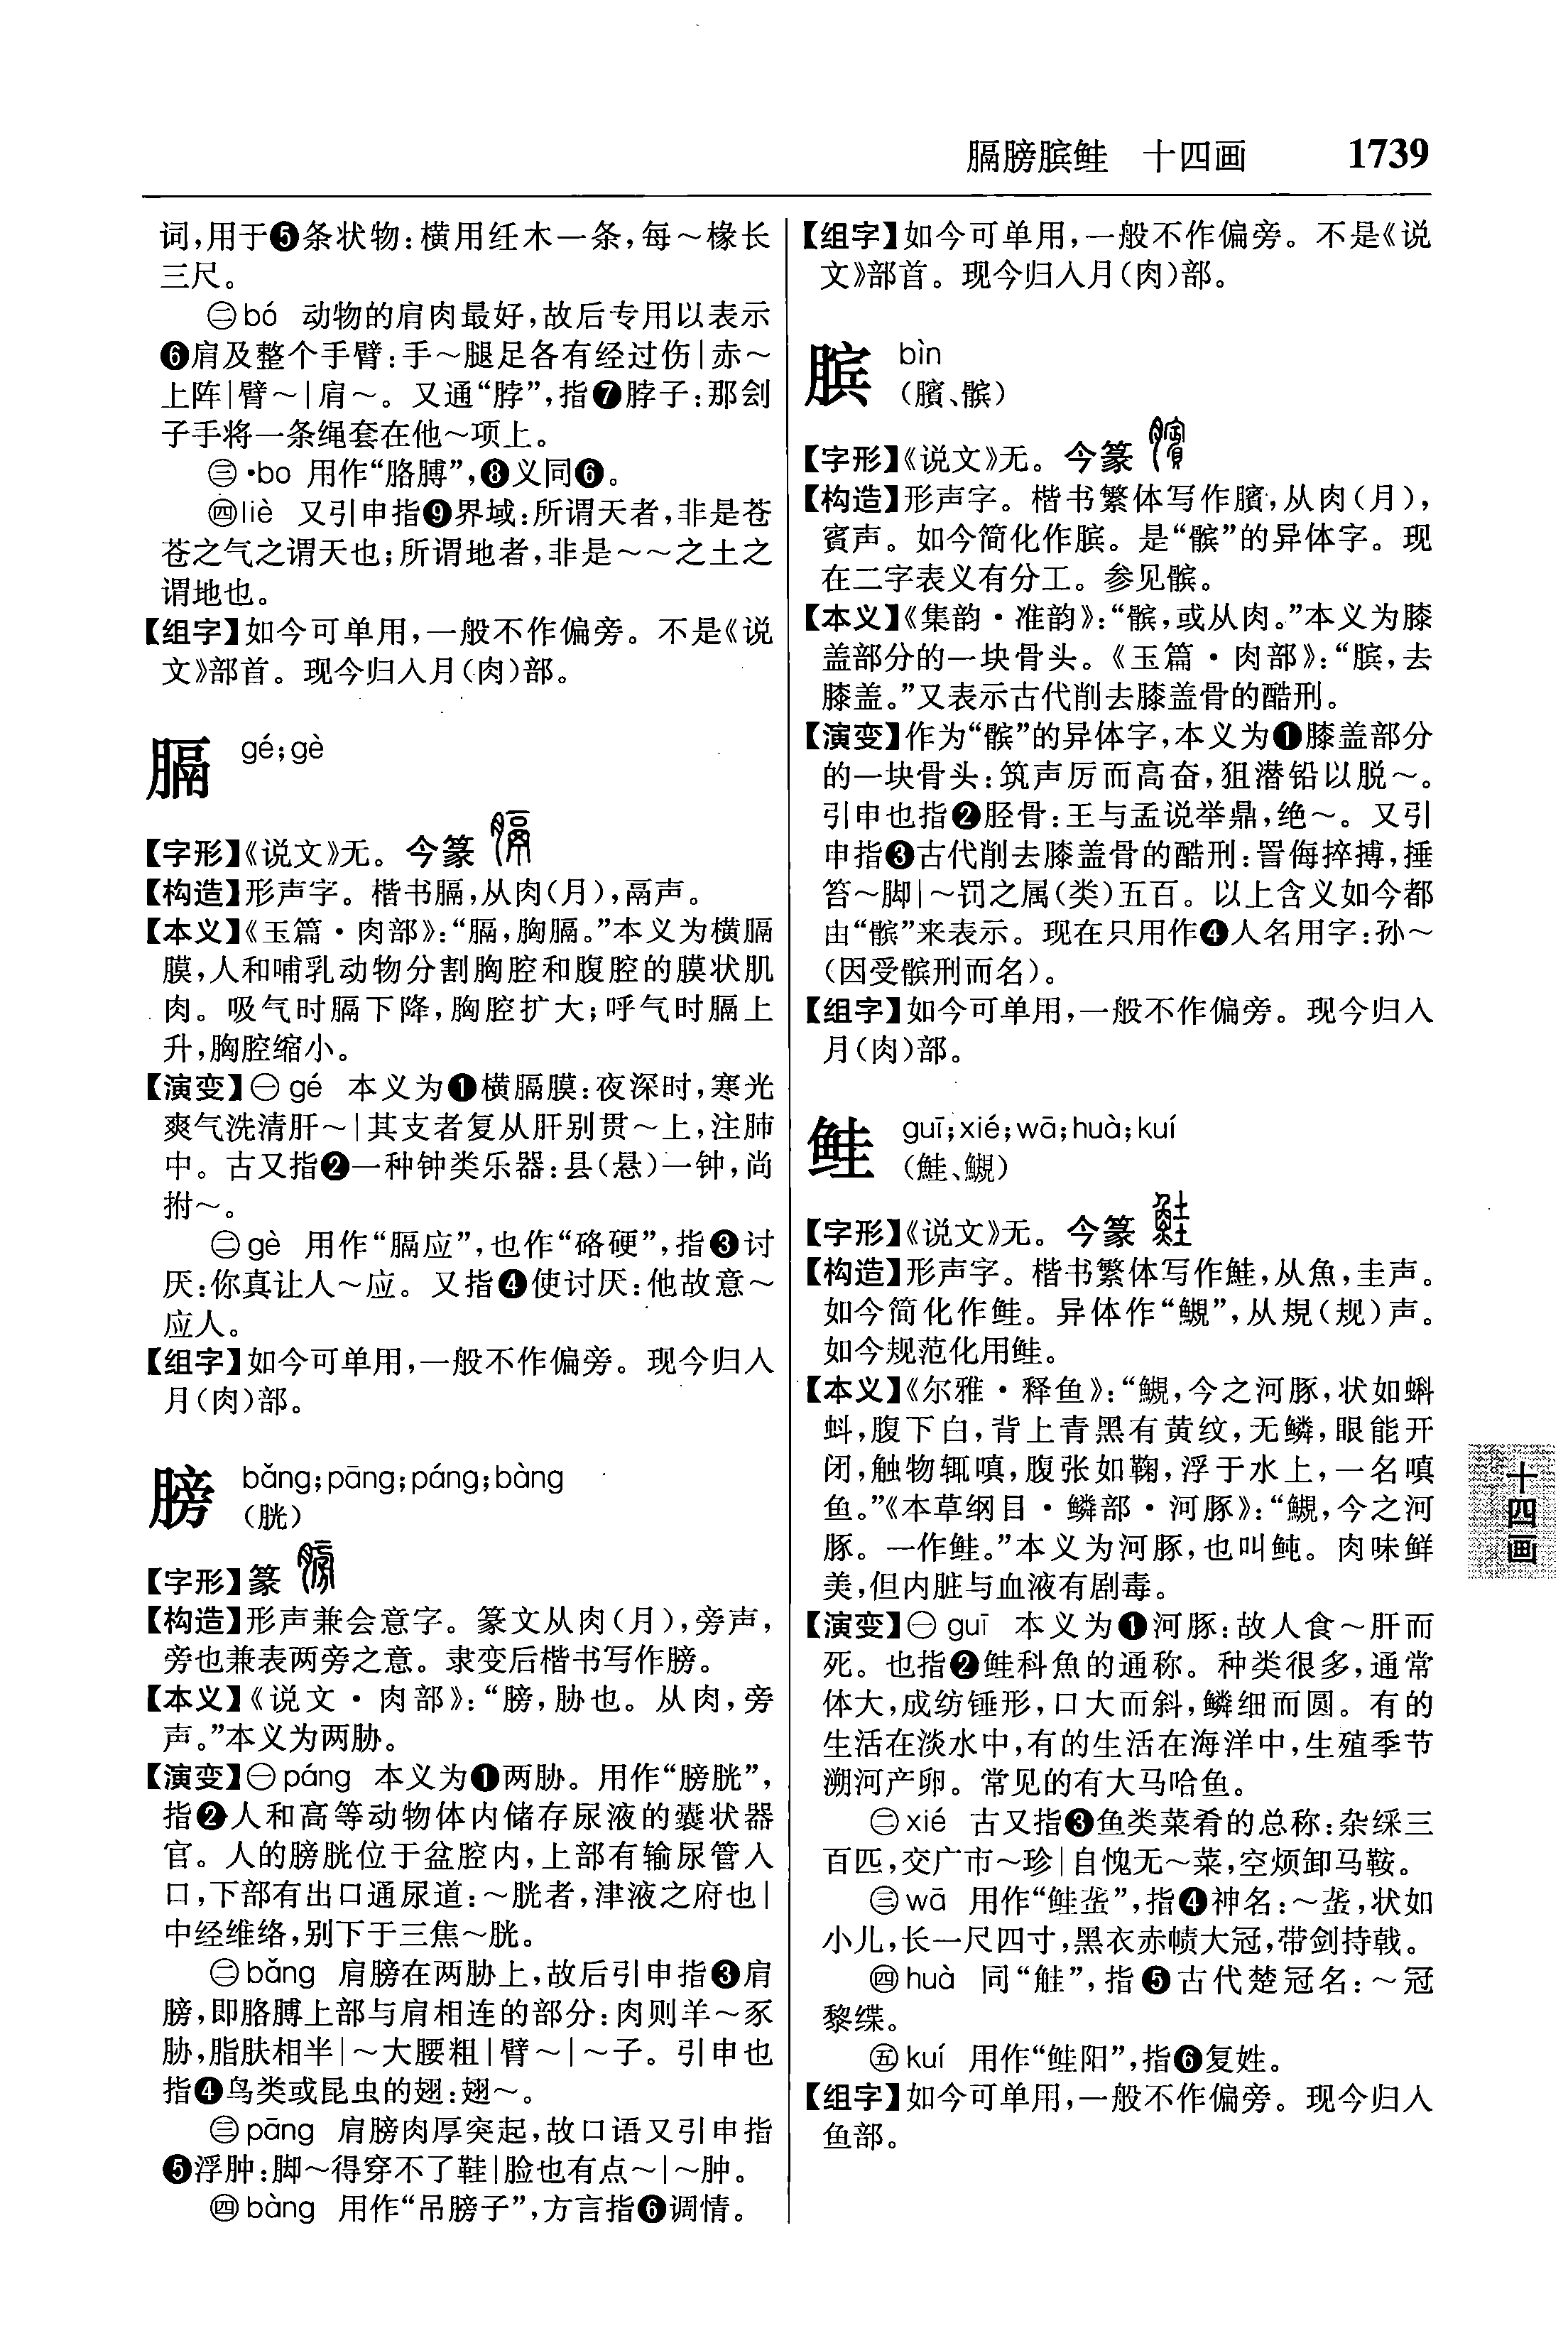 膈膀膑鲑 十四画 1739
词,用于❺条状物:横用纴木一条,每～椽长
三尺。
㊁bó 动物的肩肉最好,故后专用以表示
❻肩及整个手臂:手～腿足各有经过伤|赤～
上阵|臂～|肩～。又通“脖”,指❼脖子:那刽
子手将一条绳套在他～项上。
㊂·bo 用作“胳膊”,❽义同❻。
㊃liè 又引申指❾界域:所谓天者,非是苍
苍之气之谓天也;所谓地者,非是～～之土之
谓地也。
【组字】如今可单用,一般不作偏旁。不是《说
文》部首。现今归入月(肉)部。
膈 gé;gè
【字形】《说文》无。今篆
【构造】形声字。楷书膈,从肉(月),鬲声。
【本义】《玉篇·肉部》:“膈,胸膈。”本义为横膈
膜,人和哺乳动物分割胸腔和腹腔的膜状肌
肉。吸气时膈下降,胸腔扩大;呼气时膈上
升,胸腔缩小。
【演变】㊀gé 本义为❶横膈膜:夜深时,寒光
爽气洗清肝～|其支者复从肝别贯～上,注肺
中。古又指❷一种钟类乐器:县(悬)一钟,尚
拊～。
㊁gè 用作“膈应”,也作“硌硬”,指❸讨
厌:你真让人～应。又指❹使讨厌:他故意～
应人。
【组字】如今可单用,一般不作偏旁。现今归入
月(肉)部。
膀 bǎng;pāng;páng;bàng
(胱)
【字形】篆
【构造】形声兼会意字。篆文从肉(月),旁声,
旁也兼表两旁之意。隶变后楷书写作膀。
【本义】《说文·肉部》:“膀,胁也。从肉,旁
声。”本义为两胁。
【演变】㊀páng 本义为❶两胁。用作“膀胱”,
指❷人和高等动物体内储存尿液的囊状器
官。人的膀胱位于盆腔内,上部有输尿管入
口,下部有出口通尿道:～胱者,津液之府也|
中经维络,别下于三焦～胱。
㊁bǎng 肩膀在两胁上,故后引申指❸肩
膀,即胳膊上部与肩相连的部分:肉则羊～豕
胁,脂肤相半|～大腰粗|臂～|～子。引申也
指❹鸟类或昆虫的翅:翅～。
㊂pāng 肩膀肉厚突起,故口语又引申指
❺浮肿:脚～得穿不了鞋|脸也有点～|～肿。
㊃bàng 用作“吊膀子”,方言指❻调情。
【组字】如今可单用,一般不作偏旁。不是《说
文》部首。现今归入月(肉)部。
膑 bìn
(臏、髌)
【字形】《说文》无。今篆
【构造】形声字。楷书繁体写作臏,从肉(月),
賓声。如今简化作膑。是“髌”的异体字。现
在二字表义有分工。参见髌。
【本义】《集韵·准韵》:“髌,或从肉。”本义为膝
盖部分的一块骨头。《玉篇·肉部》:“膑,去
膝盖。”又表示古代削去膝盖骨的酷刑。
【演变】作为“髌”的异体字,本义为❶膝盖部分
的一块骨头:筑声厉而高奋,狙潜铅以脱～。
引申也指❷胫骨:王与孟说举鼎,绝～。又引
申指❸古代削去膝盖骨的酷刑:詈侮捽搏,捶
笞～脚|～罚之属(类)五百。以上含义如今都
由“髌”来表示。现在只用作❹人名用字:孙～
(因受髌刑而名)。
【组字】如今可单用,一般不作偏旁。现今归入
月(肉)部。
鲑 guī;xié;wā;huà;kuí
(鮭、鯢)
【字形】《说文》无。今篆
【构造】形声字。楷书繁体写作鮭,从魚,圭声。
如今简化作鲑。异体作“鯢”,从規(规)声。
如今规范化用鲑。
【本义】《尔雅·释鱼》:“鯢,今之河豚,状如蝌
蚪,腹下白,背上青黑有黄纹,无鳞,眼能开
闭,触物辄嗔,腹张如鞠,浮于水上,一名嗔
鱼。”《本草纲目·鳞部·河豚》:“鯢,今之河
豚。一作鲑。”本义为河豚,也叫鲀。肉味鲜
美,但内脏与血液有剧毒。
【演变】㊀guī 本义为❶河豚:故人食～肝而
死。也指❷鲑科魚的通称。种类很多,通常
体大,成纺锤形,口大而斜,鳞细而圆。有的
生活在淡水中,有的生活在海洋中,生殖季节
溯河产卵。常见的有大马哈鱼。
㊁xié 古又指❸鱼类菜肴的总称:杂综三
百匹,交广市～珍|自愧无～菜,空烦卸马鞍。
㊂wā 用作“鲑蛮”,指❹神名:～蛮,状如
小儿,长一尺四寸,黑衣赤帻大冠,带剑持戟。
㊃huà 同“觟”,指❺古代楚冠名:～冠
黎缧。
㊄kuí 用作“鲑阳”,指❻复姓。
【组字】如今可单用,一般不作偏旁。现今归入
鱼部。
十四画